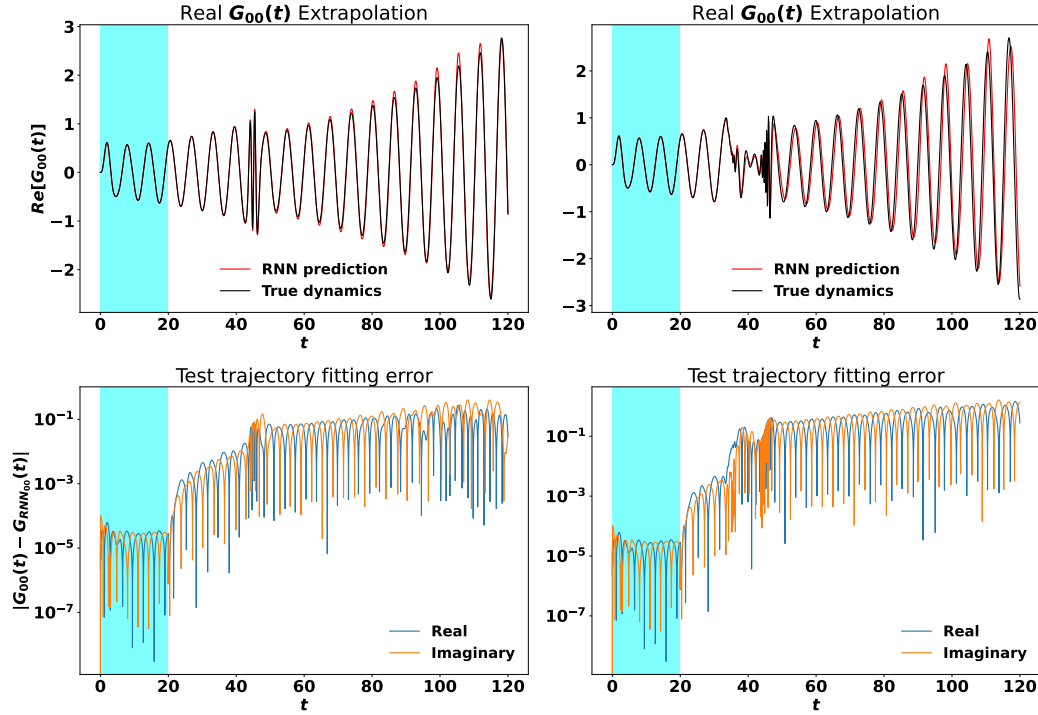 Real G₀₀(t) Extrapolation
Re[G₀₀(t)]
3
2
1
0
−1
−2
RNN prediction
True dynamics
0 20 40 60 80 100 120
t
Real G₀₀(t) Extrapolation
2
1
0
−1
−2
−3
RNN prediction
True dynamics
0 20 40 60 80 100 120
t
Test trajectory fitting error
|G₀₀(t) − G_{RNN₀₀}(t)|
10⁻¹
10⁻³
10⁻⁵
10⁻⁷
Real
Imaginary
0 20 40 60 80 100 120
t
Test trajectory fitting error
10⁻¹
10⁻³
10⁻⁵
10⁻⁷
Real
Imaginary
0 20 40 60 80 100 120
t